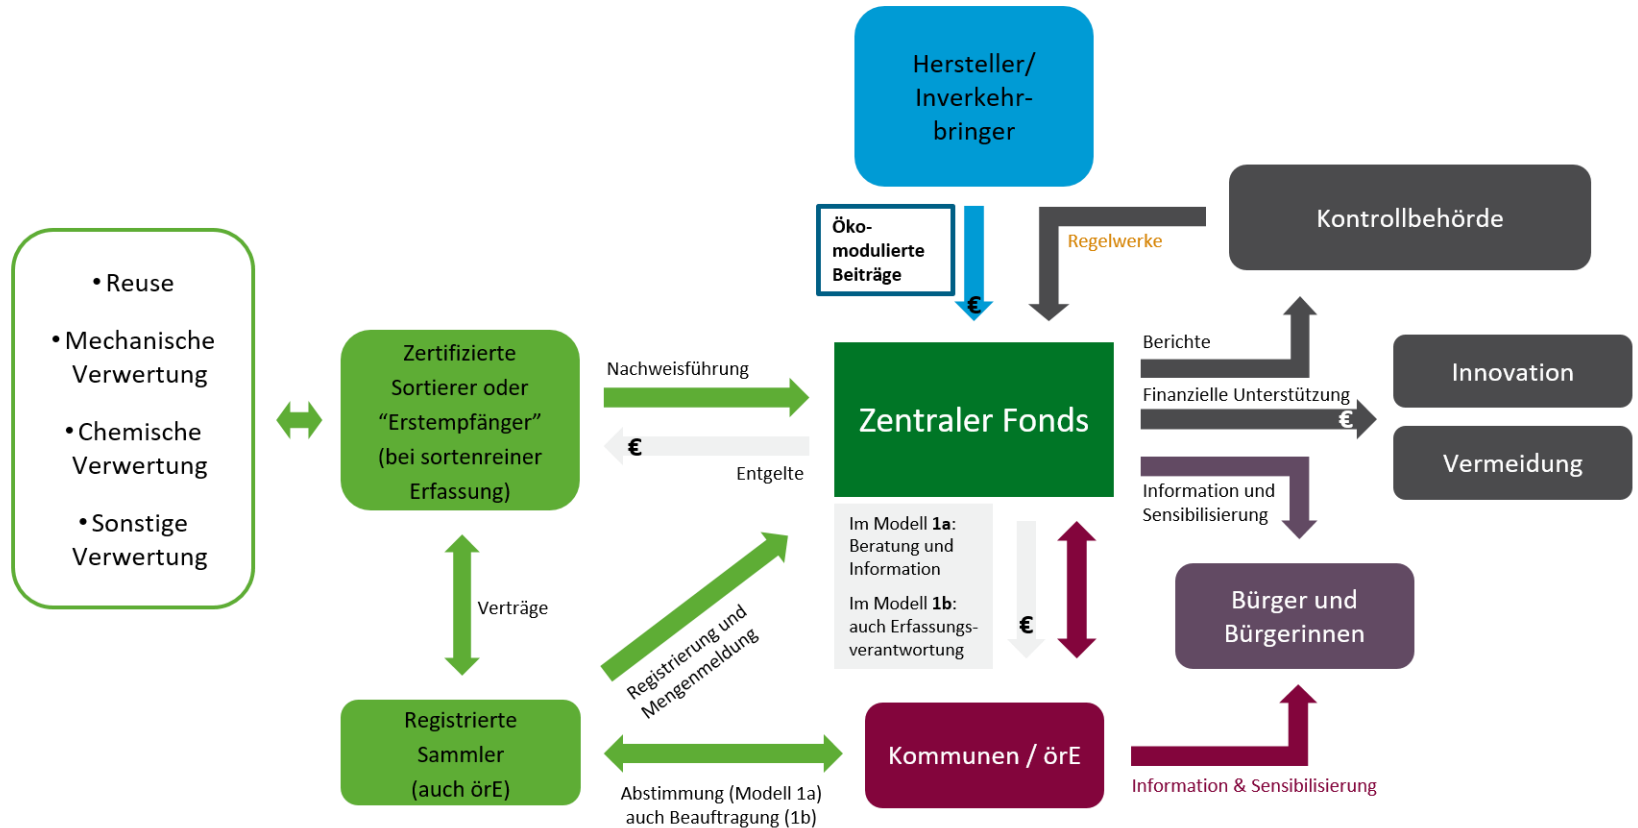 Hersteller/
Inverkehr-
bringer
Öko-
modulierte
Beiträge
€
Regelwerke
Kontrollbehörde
• Reuse
• Mechanische
Verwertung
• Chemische
Verwertung
• Sonstige
Verwertung
Zertifizierte
Sortierer oder
“Erstempfänger”
(bei sortenreiner
Erfassung)
Nachweisführung
€
Entgelte
Zentraler Fonds
Berichte
Finanzielle Unterstützung
€
Information und
Sensibilisierung
Innovation
Vermeidung
Im Modell 1a:
Beratung und
Information
Im Modell 1b:
auch Erfassungs-
verantwortung
€
Bürger und
Bürgerinnen
Verträge
Registrierung und
Mengenmeldung
Registrierte
Sammler
(auch örE)
Abstimmung (Modell 1a)
auch Beauftragung (1b)
Kommunen / örE
Information & Sensibilisierung